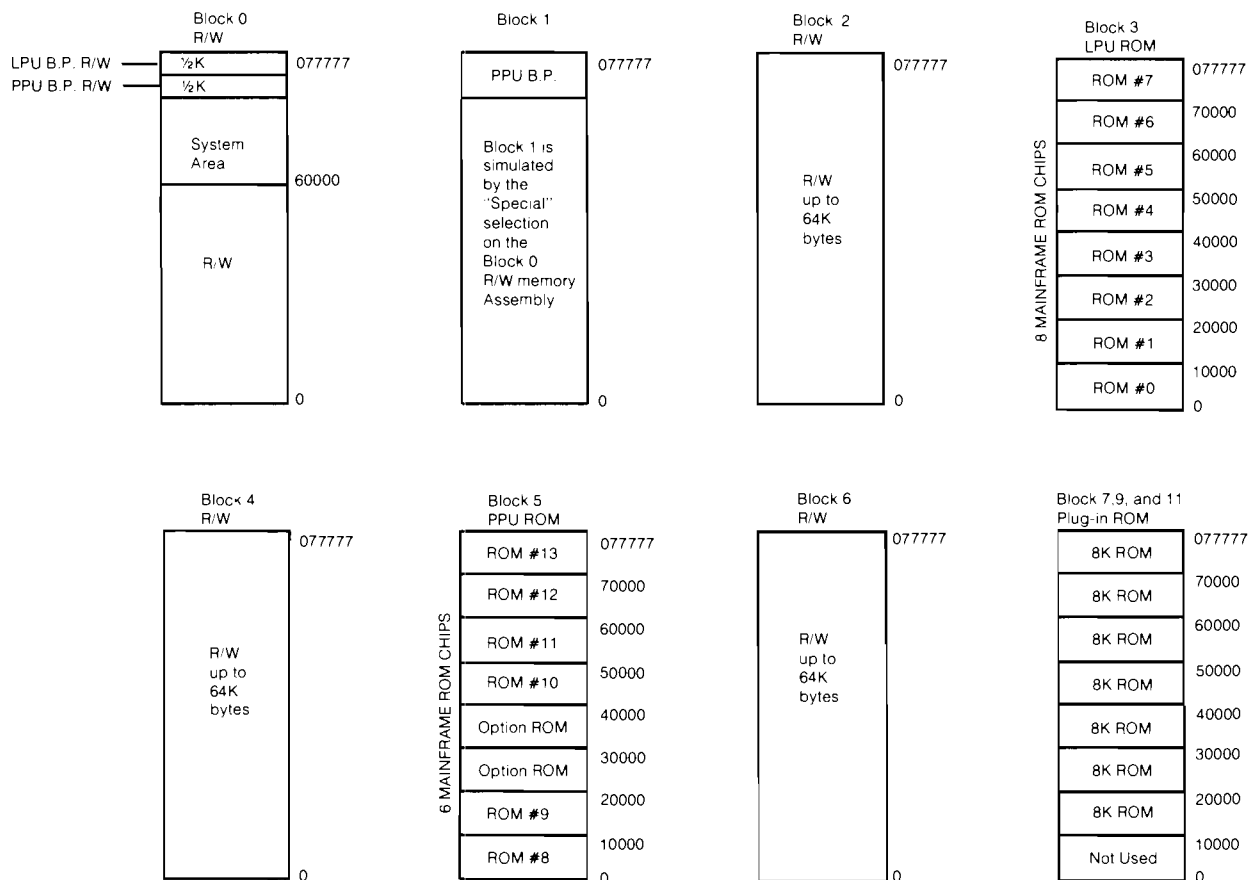 Block 0
R/W
LPU B.P. R/W
½K
077777
PPU B.P. R/W
½K
System
Area
60000
R/W
0
Block 1
PPU B.P.
077777
Block 1 is
simulated
by the
"Special"
selection
on the
Block 0
R/W memory
Assembly
0
Block 2
R/W
077777
R/W
up to
64K
bytes
0
Block 3
LPU ROM
8 MAINFRAME ROM CHIPS
077777
ROM #7
70000
ROM #6
60000
ROM #5
50000
ROM #4
40000
ROM #3
30000
ROM #2
20000
ROM #1
10000
ROM #0
0
Block 4
R/W
077777
R/W
up to
64K
bytes
0
Block 5
PPU ROM
6 MAINFRAME ROM CHIPS
077777
ROM #13
70000
ROM #12
60000
ROM #11
50000
ROM #10
40000
Option ROM
30000
Option ROM
20000
ROM #9
10000
ROM #8
0
Block 6
R/W
077777
R/W
up to
64K
bytes
0
Block 7,9, and 11
Plug-in ROM
077777
8K ROM
70000
8K ROM
60000
8K ROM
50000
8K ROM
40000
8K ROM
30000
8K ROM
20000
8K ROM
10000
Not Used
0